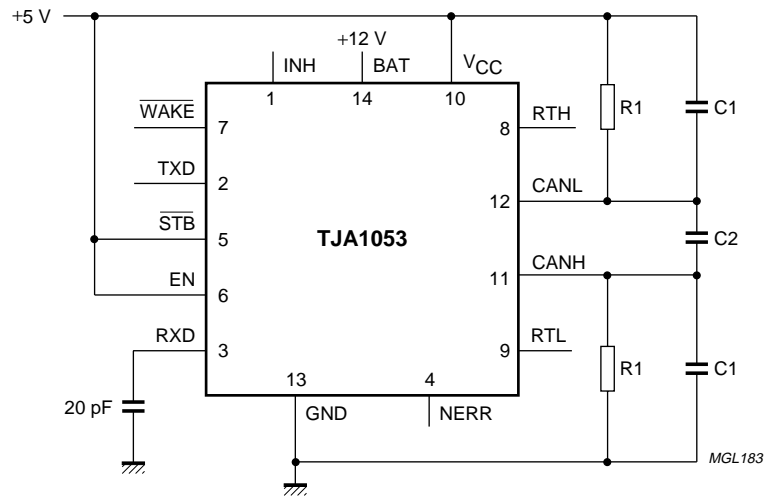 +5 V
+12 V
INH
BAT
VCC
1
14
10
WAKE
7
8
RTH
R1
C1
TXD
2
12
CANL
STB
5
TJA1053
C2
EN
6
11
CANH
RXD
3
9
RTL
R1
C1
20 pF
13
4
GND
NERR
MGL183